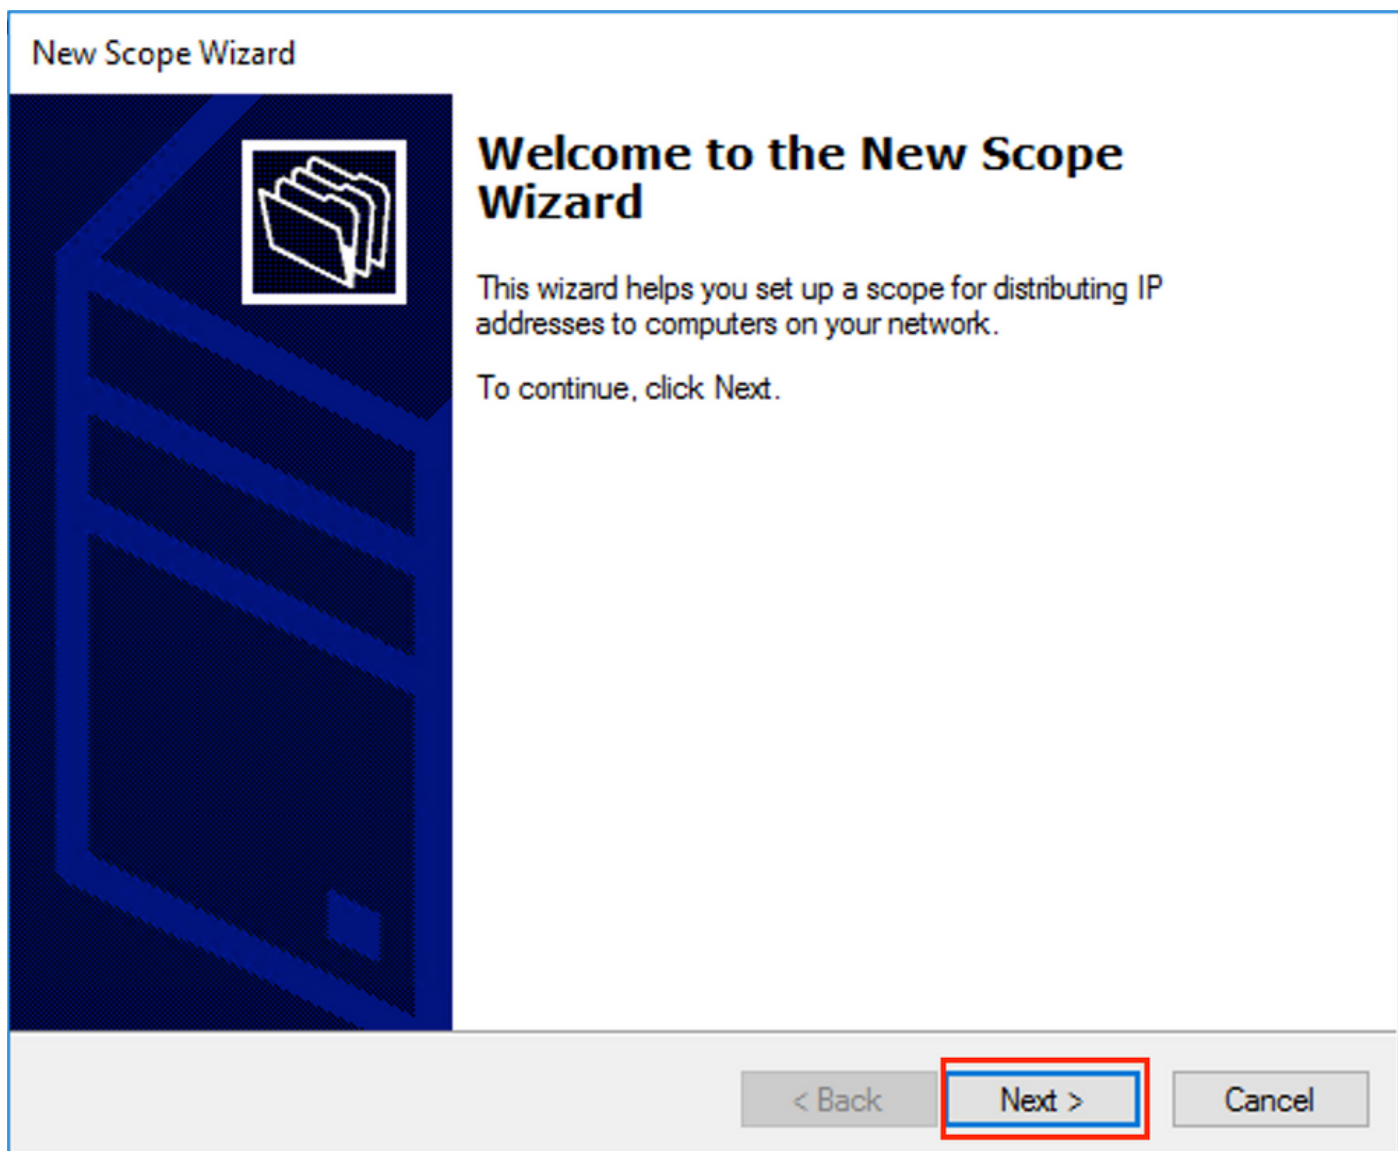 New Scope Wizard
Welcome to the New Scope
Wizard
This wizard helps you set up a scope for distributing IP
addresses to computers on your network.
To continue, click Next.
< Back
Next >
Cancel